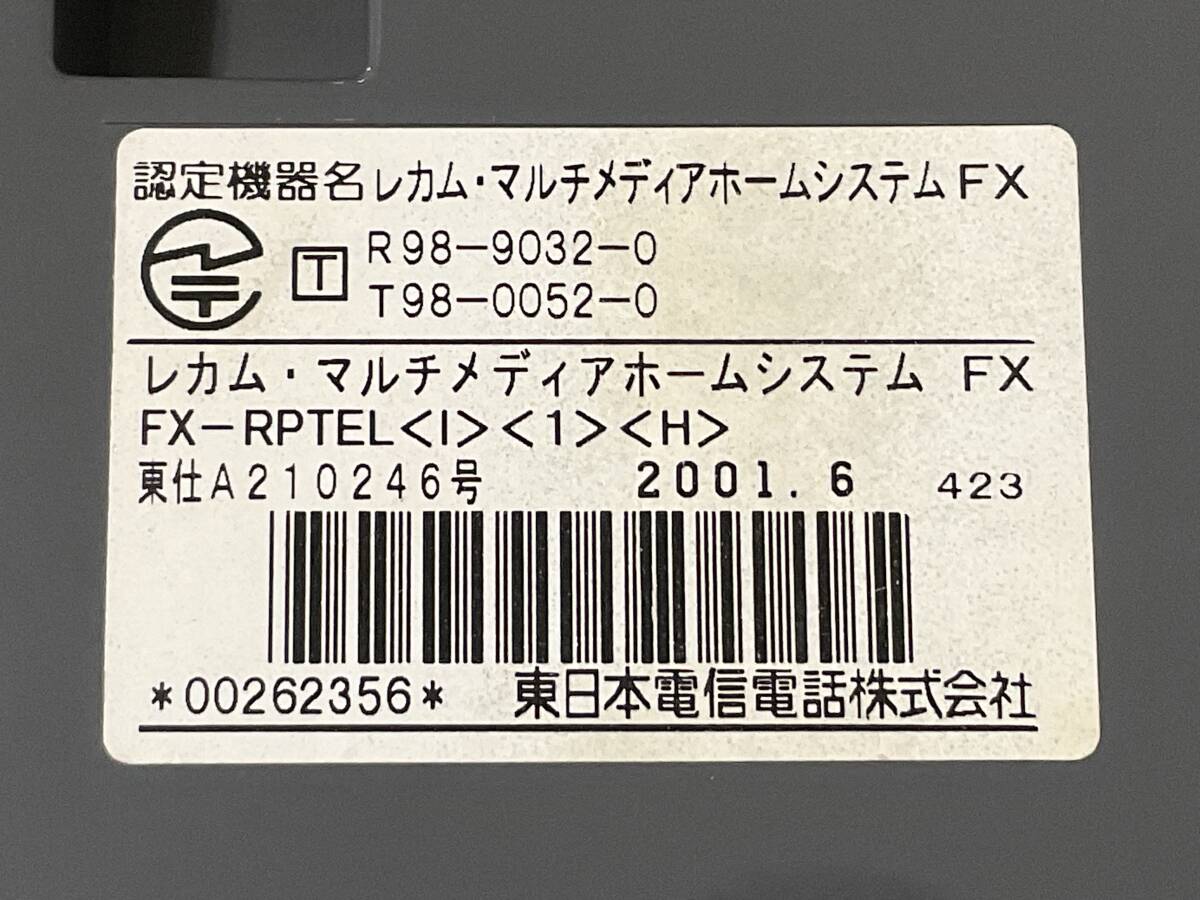 認定機器名 レカム・マルチメディアホームシステムFX
T R98-9032-0
T98-0052-0
レカム・マルチメディアホームシステム FX
FX-RPTEL<I><1><H>
東仕A210246号 2001.6 423
*00262356* 東日本電信電話株式会社